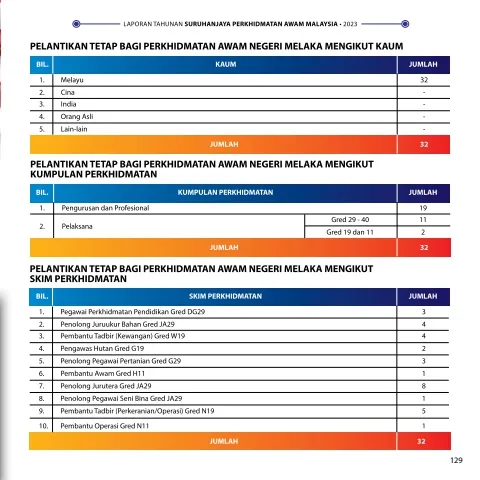 LAPORAN TAHUNAN SURUHANJAYA PERKHIDMATAN AWAM MALAYSIA • 2023
PELANTIKAN TETAP BAGI PERKHIDMATAN AWAM NEGERI MELAKA MENGIKUT KAUM
BIL. KAUM JUMLAH
1. Melayu 32
2. Cina -
3. India -
4. Orang Asli -
5. Lain-lain -
JUMLAH 32
PELANTIKAN TETAP BAGI PERKHIDMATAN AWAM NEGERI MELAKA MENGIKUT
KUMPULAN PERKHIDMATAN
BIL. KUMPULAN PERKHIDMATAN JUMLAH
1. Pengurusan dan Profesional 19
2. Pelaksana Gred 29 - 40 11
Gred 19 dan 11 2
JUMLAH 32
PELANTIKAN TETAP BAGI PERKHIDMATAN AWAM NEGERI MELAKA MENGIKUT
SKIM PERKHIDMATAN
BIL. SKIM PERKHIDMATAN JUMLAH
1. Pegawai Perkhidmatan Pendidikan Gred DG29 3
2. Penolong Juruukur Bahan Gred JA29 4
3. Pembantu Tadbir (Kewangan) Gred W19 4
4. Pengawas Hutan Gred G19 2
5. Penolong Pegawai Pertanian Gred G29 3
6. Pembantu Awam Gred H11 1
7. Penolong Jurutera Gred JA29 8
8. Penolong Pegawai Seni Bina Gred JA29 1
9. Pembantu Tadbir (Perkeranian/Operasi) Gred N19 5
10. Pembantu Operasi Gred N11 1
JUMLAH 32
129